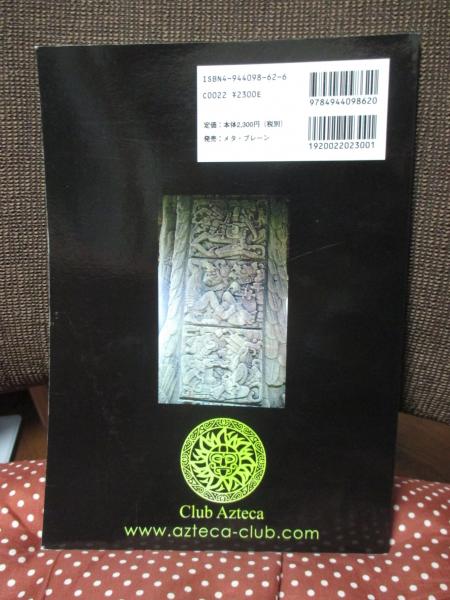 ISBN4-944098-62-6
C0022 ¥2300E
定価：本体2,300円（税別）
発売：メタ・ブレーン
9784944098620
1920022023001
Club Azteca
www.azteca-club.com